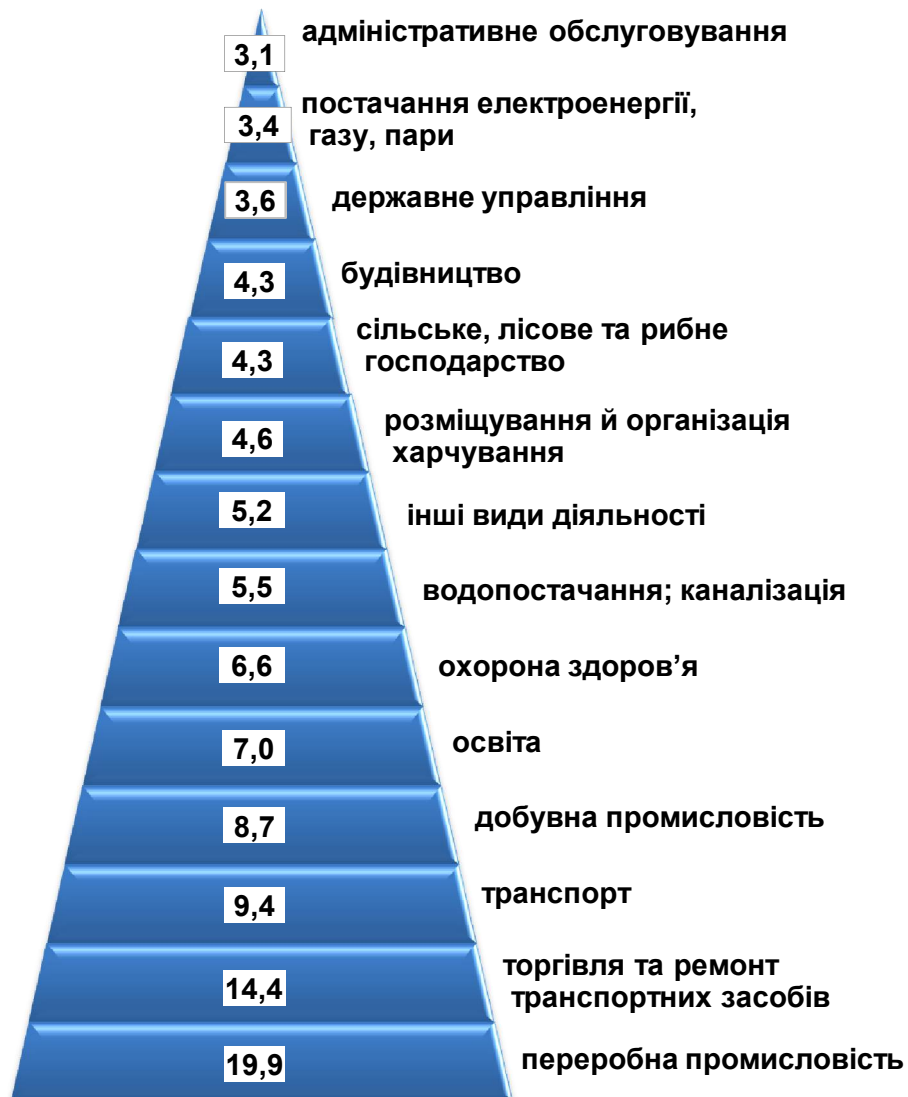 адміністративне обслуговування
3,1
постачання електроенергії,
газу, пари
3,4
державне управління
3,6
будівництво
4,3
сільське, лісове та рибне
господарство
4,3
розміщування й організація
харчування
4,6
інші види діяльності
5,2
водопостачання; каналізація
5,5
охорона здоров’я
6,6
освіта
7,0
добувна промисловість
8,7
транспорт
9,4
торгівля та ремонт
транспортних засобів
14,4
переробна промисловість
19,9